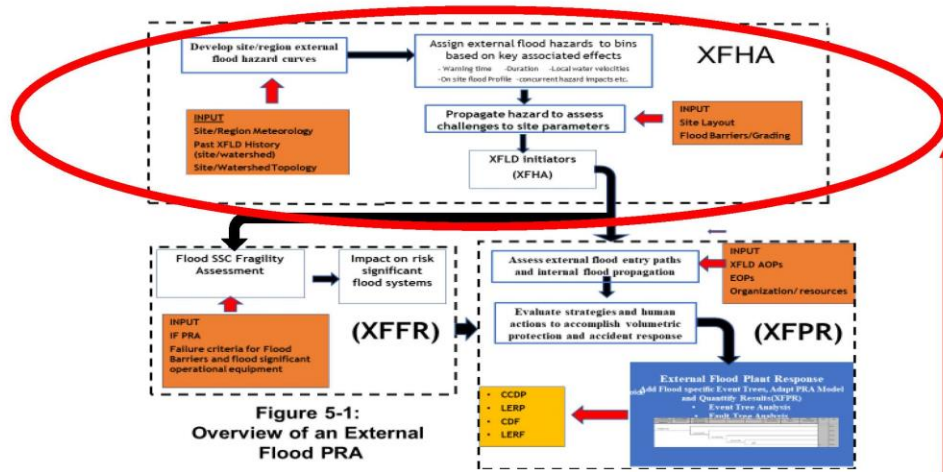 Develop site/region external
flood hazard curves
Assign external flood hazards to bins
based on key associated effects
- Warning time -Duration -Local water velocities
-On site flood Profile -concurrent hazard impacts etc.
XFHA
INPUT
Site/Region Meteorology
Past XFLD History
(site/watershed)
Site/Watershed Topology
Propagate hazard to assess
challenges to site parameters
INPUT
Site Layout
Flood Barriers/Grading
XFLD initiators
(XFHA)
Flood SSC Fragility
Assessment
Impact on risk
significant
flood systems
INPUT
IF PRA
Failure criteria for Flood
Barriers and flood significant
operational equipment
(XFFR)
Assess external flood entry paths
and internal flood propagation
INPUT
XFLD AOPs
EOPs
Organization/ resources
Evaluate strategies and human
actions to accomplish volumetric
protection and accident response
(XFPR)
External Flood Plant Response
Add Flood specific Event Trees, Adapt PRA Model
and Quantify Results(XFPR)
• Event Tree Analysis
• Fault Tree Analysis
• CCDP
• LERP
• CDF
• LERF
Figure 5-1:
Overview of an External
Flood PRA